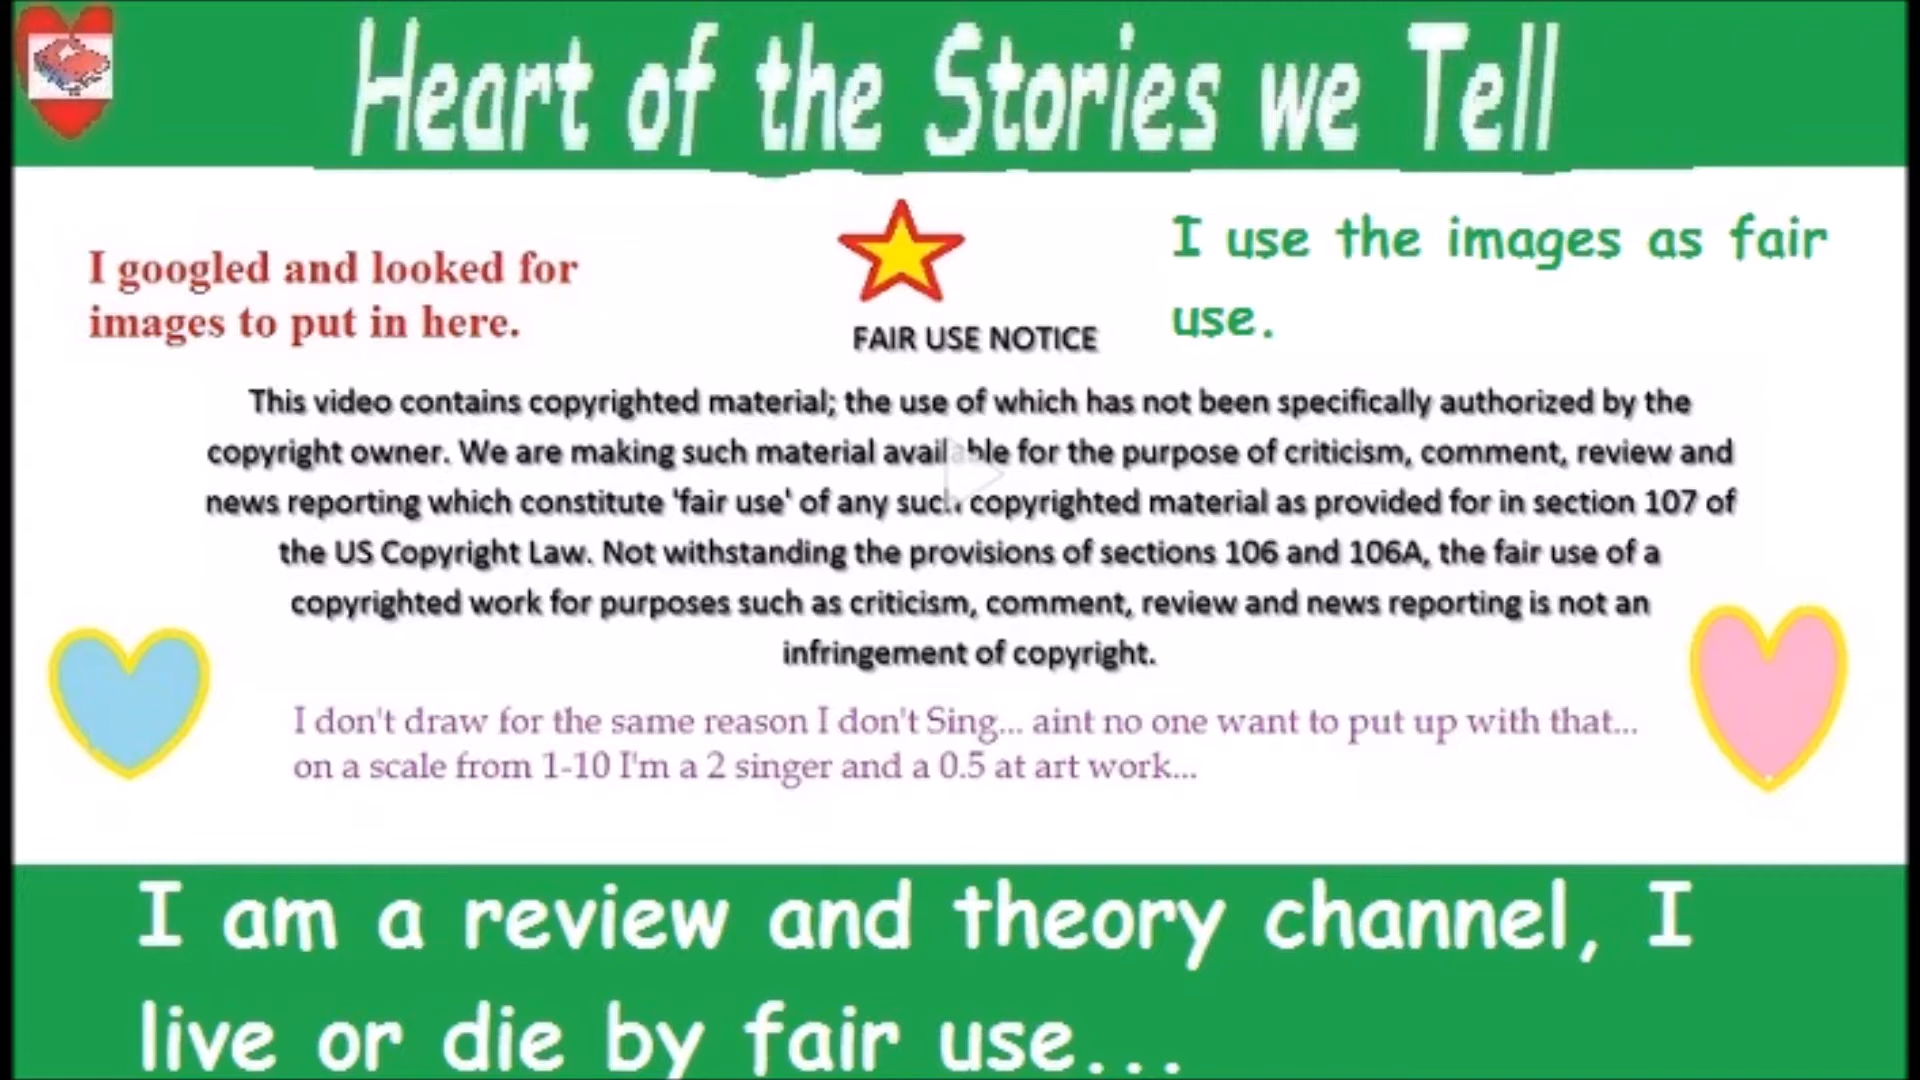 Heart of the Stories we Tell
I googled and looked for
images to put in here.
I use the images as fair
use.
FAIR USE NOTICE
This video contains copyrighted material; the use of which has not been specifically authorized by the
copyright owner. We are making such material available for the purpose of criticism, comment, review and
news reporting which constitute 'fair use' of any such copyrighted material as provided for in section 107 of
the US Copyright Law. Not withstanding the provisions of sections 106 and 106A, the fair use of a
copyrighted work for purposes such as criticism, comment, review and news reporting is not an
infringement of copyright.
I don't draw for the same reason I don't Sing... aint no one want to put up with that...
on a scale from 1-10 I'm a 2 singer and a 0.5 at art work...
I am a review and theory channel, I
live or die by fair use...